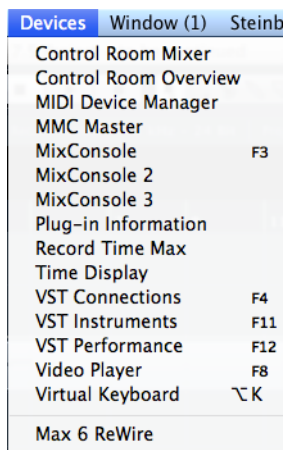 Devices Window (1) Steinb
Control Room Mixer
Control Room Overview
MIDI Device Manager
MMC Master
MixConsole F3
MixConsole 2
MixConsole 3
Plug-in Information
Record Time Max
Time Display
VST Connections F4
VST Instruments F11
VST Performance F12
Video Player F8
Virtual Keyboard ⌥K
Max 6 ReWire